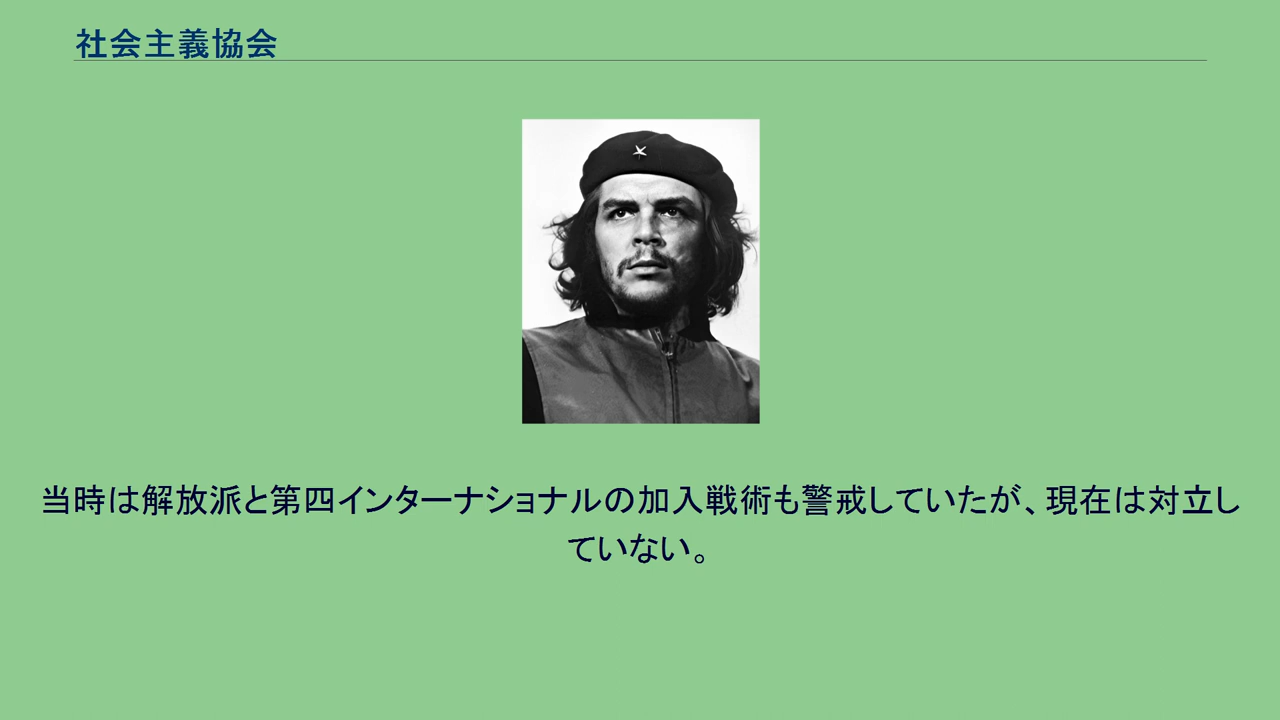 社会主義協会
当時は解放派と第四インターナショナルの加入戦術も警戒していたが、現在は対立し
ていない。